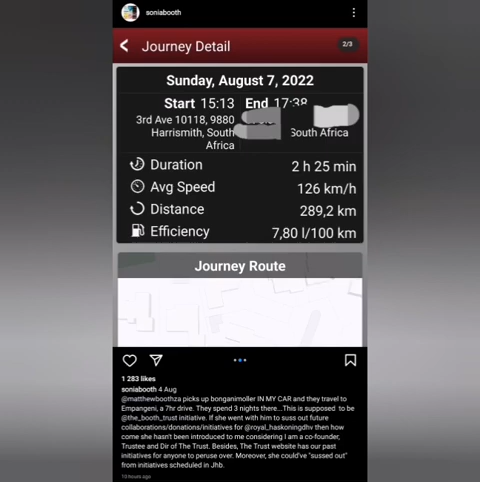 soniabooth
Journey Detail
2/3
Sunday, August 7, 2022
Start 15:13 End 17:38
3rd Ave 10118, 9880
Harrismith, South
Africa
South Africa
Duration
2 h 25 min
Avg Speed
126 km/h
Distance
289,2 km
Efficiency
7,80 l/100 km
Journey Route
1 283 likes
soniabooth 4 Aug
@matthewboothza picks up bonganimoller IN MY CAR and they travel to
Empangeni, a 7hr drive. They spend 3 nights there...This is supposed to be
@the_booth_trust initiative. If she went with him to suss out future
collaborations/donations/initiatives for @royal_haskoningdhv then how
come she hasn't been introduced to me considering I am a co-founder,
Trustee and Dir of The Trust. Besides, The Trust website has our past
initiatives for anyone to peruse over. Moreover, she could've "sussed out"
from initiatives scheduled in Jhb.
10 hours ago